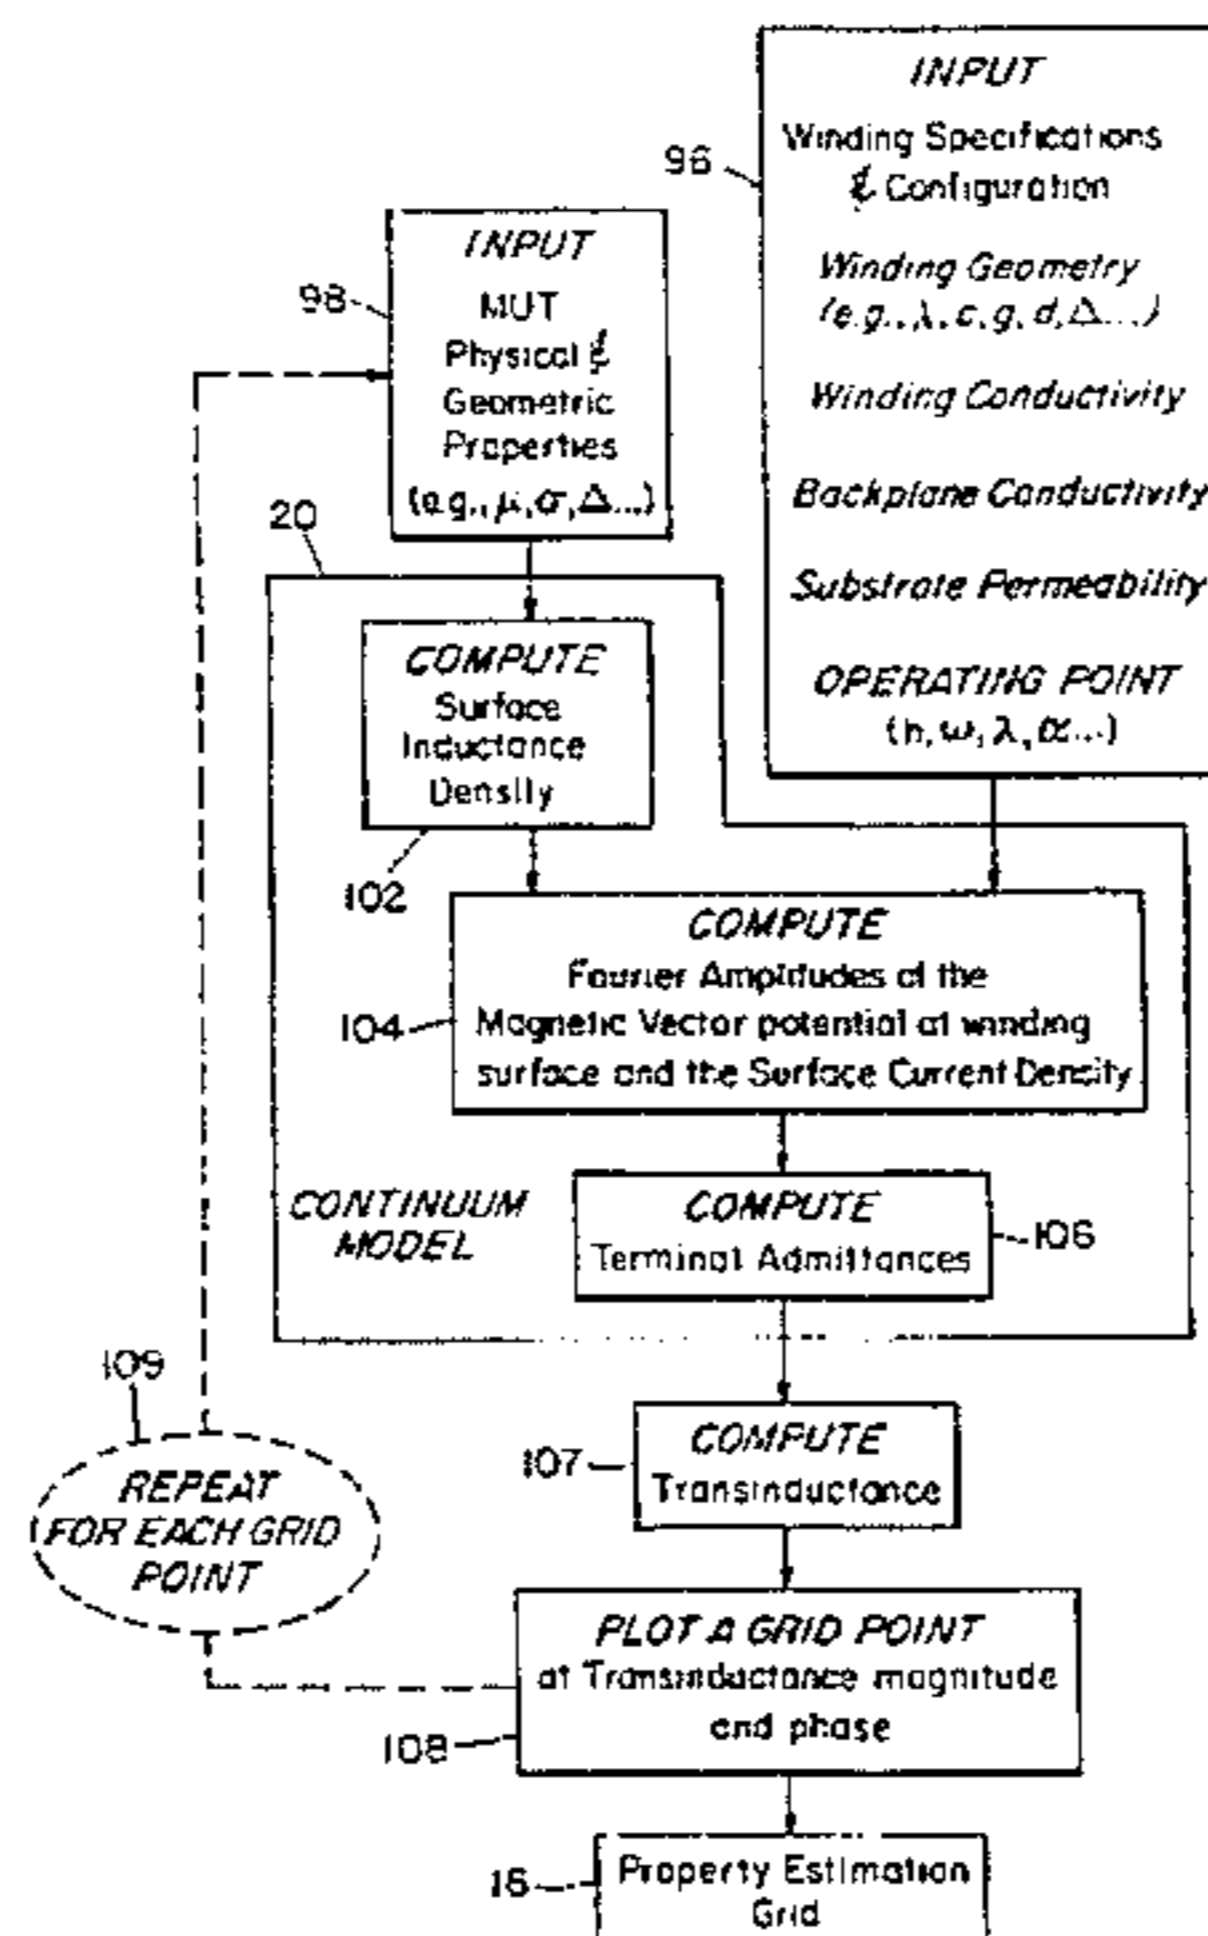 INPUT
Winding Specifications
& Configuration
Winding Geometry
(e.g., λ, c, g, d, Δ...)
Winding Conductivity
Backplane Conductivity
Substrate Permeability
OPERATING POINT
(h, ω, λ, α...)
96
INPUT
MUT
Physical &
Geometric
Properties
(e.g., μ, σ, Δ...)
98
20
COMPUTE
Surface
Inductance
Density
102
COMPUTE
Fourier Amplitudes of the
Magnetic Vector potential at winding
surface and the Surface Current Density
104
CONTINUUM
MODEL
COMPUTE
Terminal Admittances
106
109
REPEAT
FOR EACH GRID
POINT
COMPUTE
Transinductance
107
PLOT A GRID POINT
at Transinductance magnitude
and phase
108
Property Estimation
Grid
16